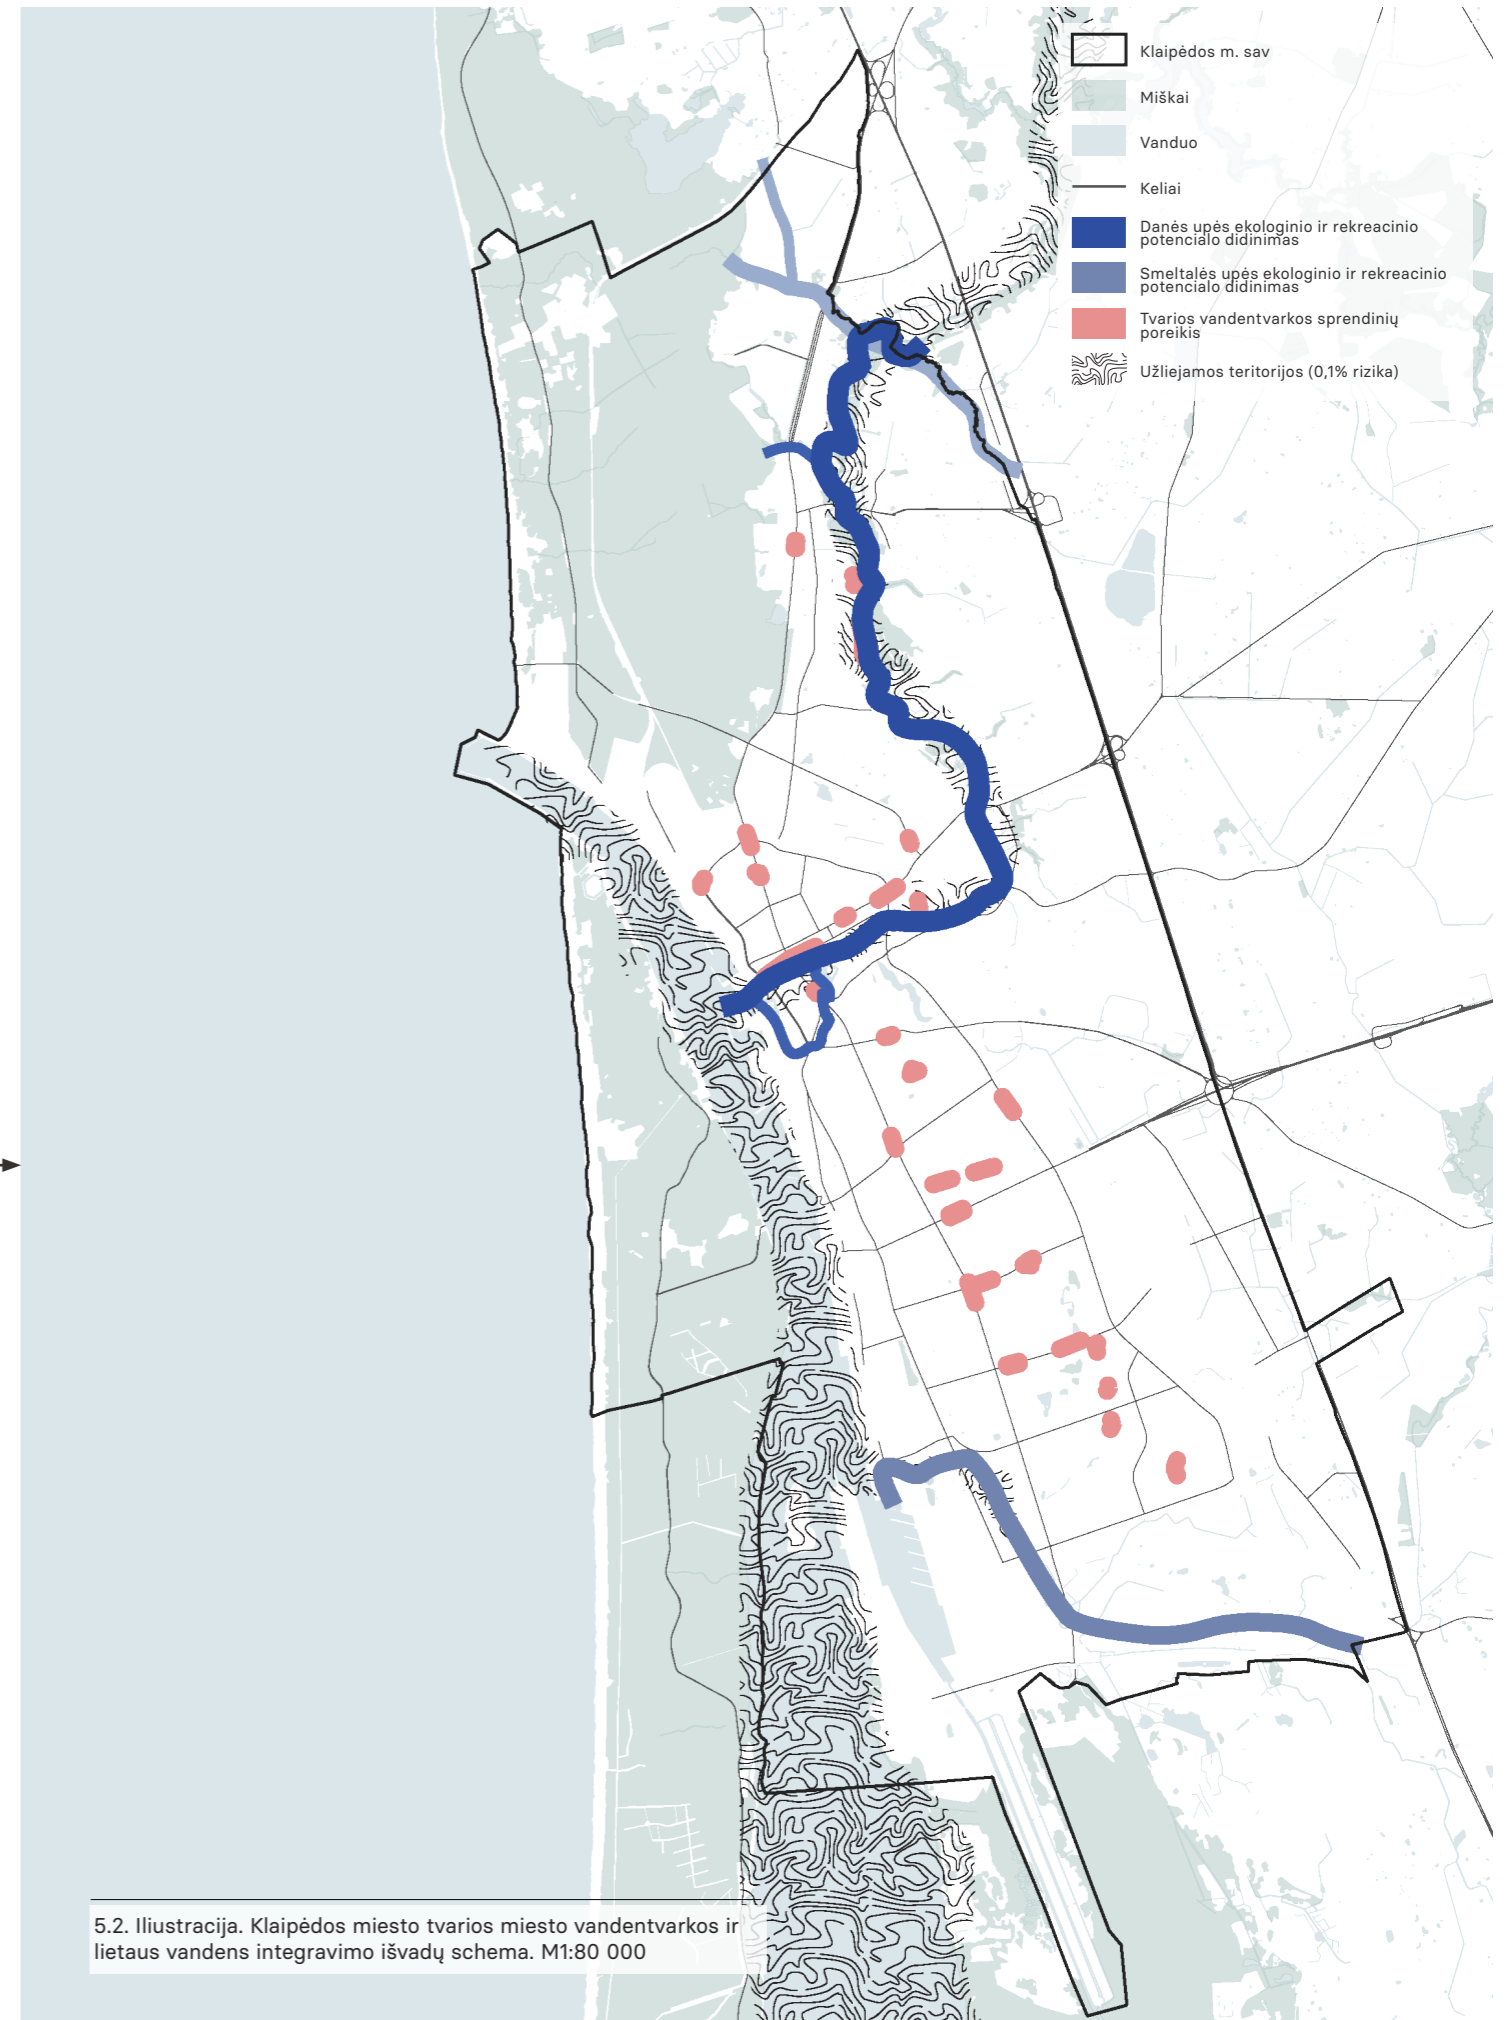 Klaipėdos m. sav
Miškai
Vanduo
Keliai
Danės upės ekologinio ir rekreacinio
potencialo didinimas
Smeltalės upės ekologinio ir rekreacinio
potencialo didinimas
Tvarios vandentvarkos sprendinių
poreikis
Užliejamos teritorijos (0,1% rizika)
5.2. Iliustracija. Klaipėdos miesto tvarios miesto vandentvarkos ir
lietaus vandens integravimo išvadų schema. M1:80 000